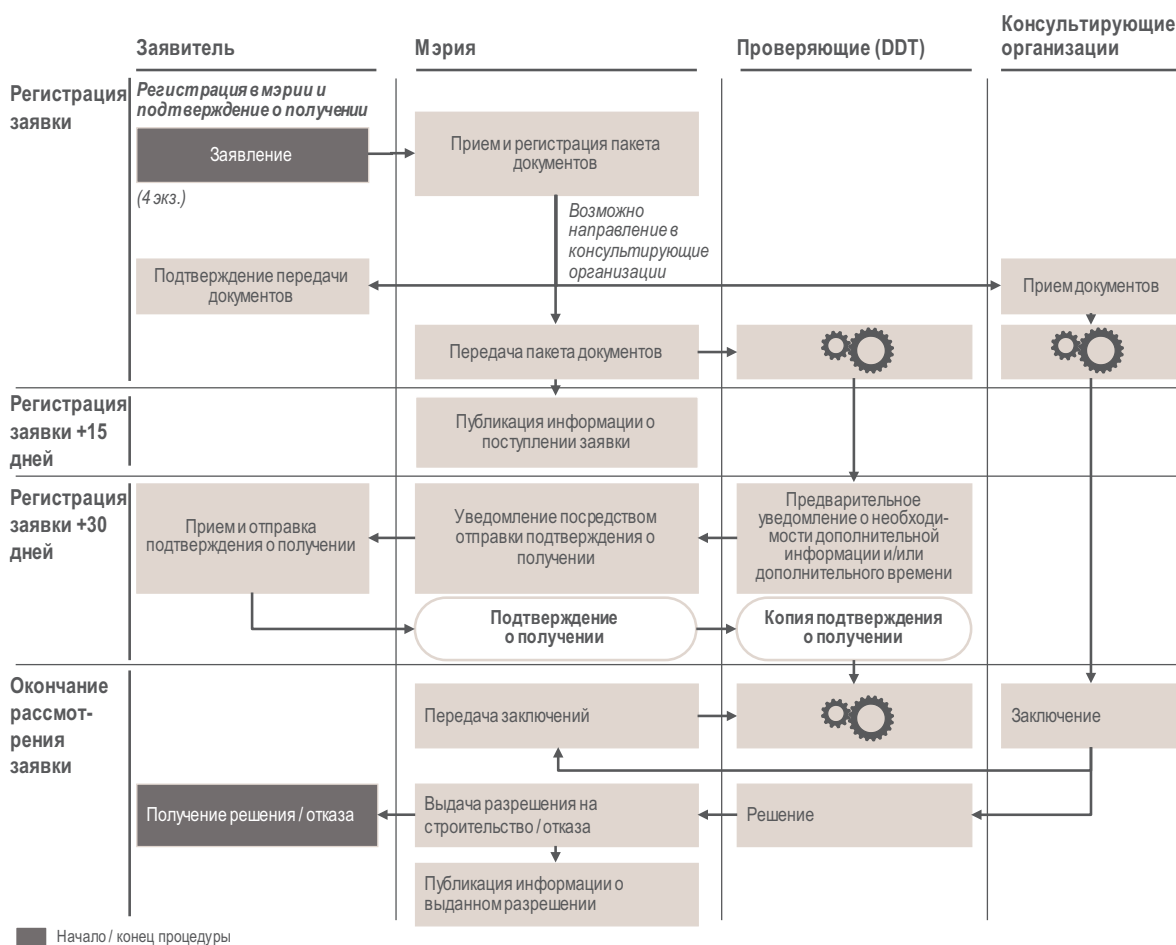 Заявитель
Мэрия
Проверяющие (DDT)
Консультирующие
организации
Регистрация
заявки
Регистрация в мэрии и
подтверждение о получении
Заявление
(4 экз.)
Прием и регистрация пакета
документов
Возможно
направление в
консультирующие
организации
Подтверждение передачи
документов
Прием документов
Передача пакета документов
Регистрация
заявки +15
дней
Публикация информации о
поступлении заявки
Регистрация
заявки +30
дней
Прием и отправка
подтверждения о получении
Уведомление посредством
отправки подтверждения о
получении
Предварительное
уведомление о необходи-
мости дополнительной
информации и/или
дополнительного времени
Подтверждение
о получении
Копия подтверждения
о получении
Окончание
рассмот-
рения
заявки
Передача заключений
Заключение
Получение решения / отказа
Выдача разрешения на
строительство / отказа
Решение
Публикация информации о
выданном разрешении
Начало / конец процедуры